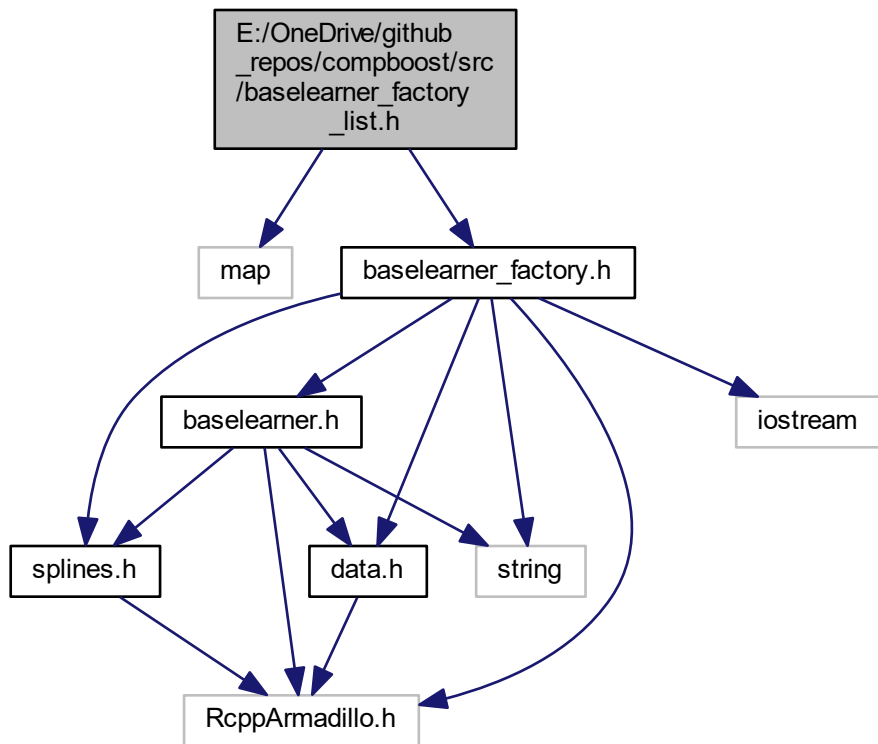 E:/OneDrive/github
_repos/compboost/src
/baselearner_factory
_list.h
map
baselearner_factory.h
baselearner.h
iostream
splines.h
data.h
string
RcppArmadillo.h